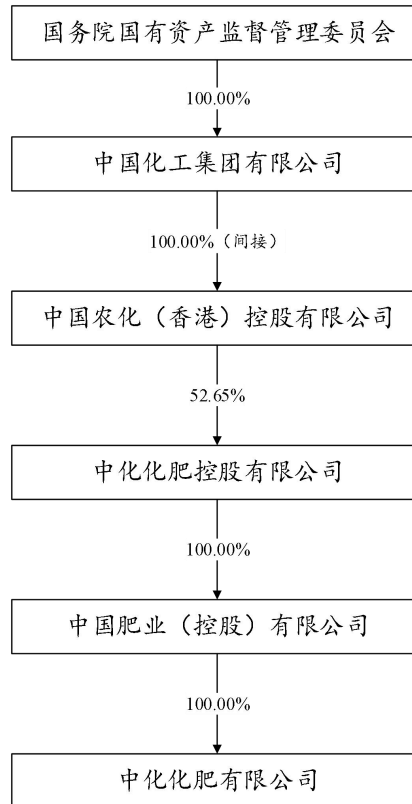 国务院国有资产监督管理委员会
100.00%
中国化工集团有限公司
100.00%（间接）
中国农化（香港）控股有限公司
52.65%
中化化肥控股有限公司
100.00%
中国肥业（控股）有限公司
100.00%
中化化肥有限公司